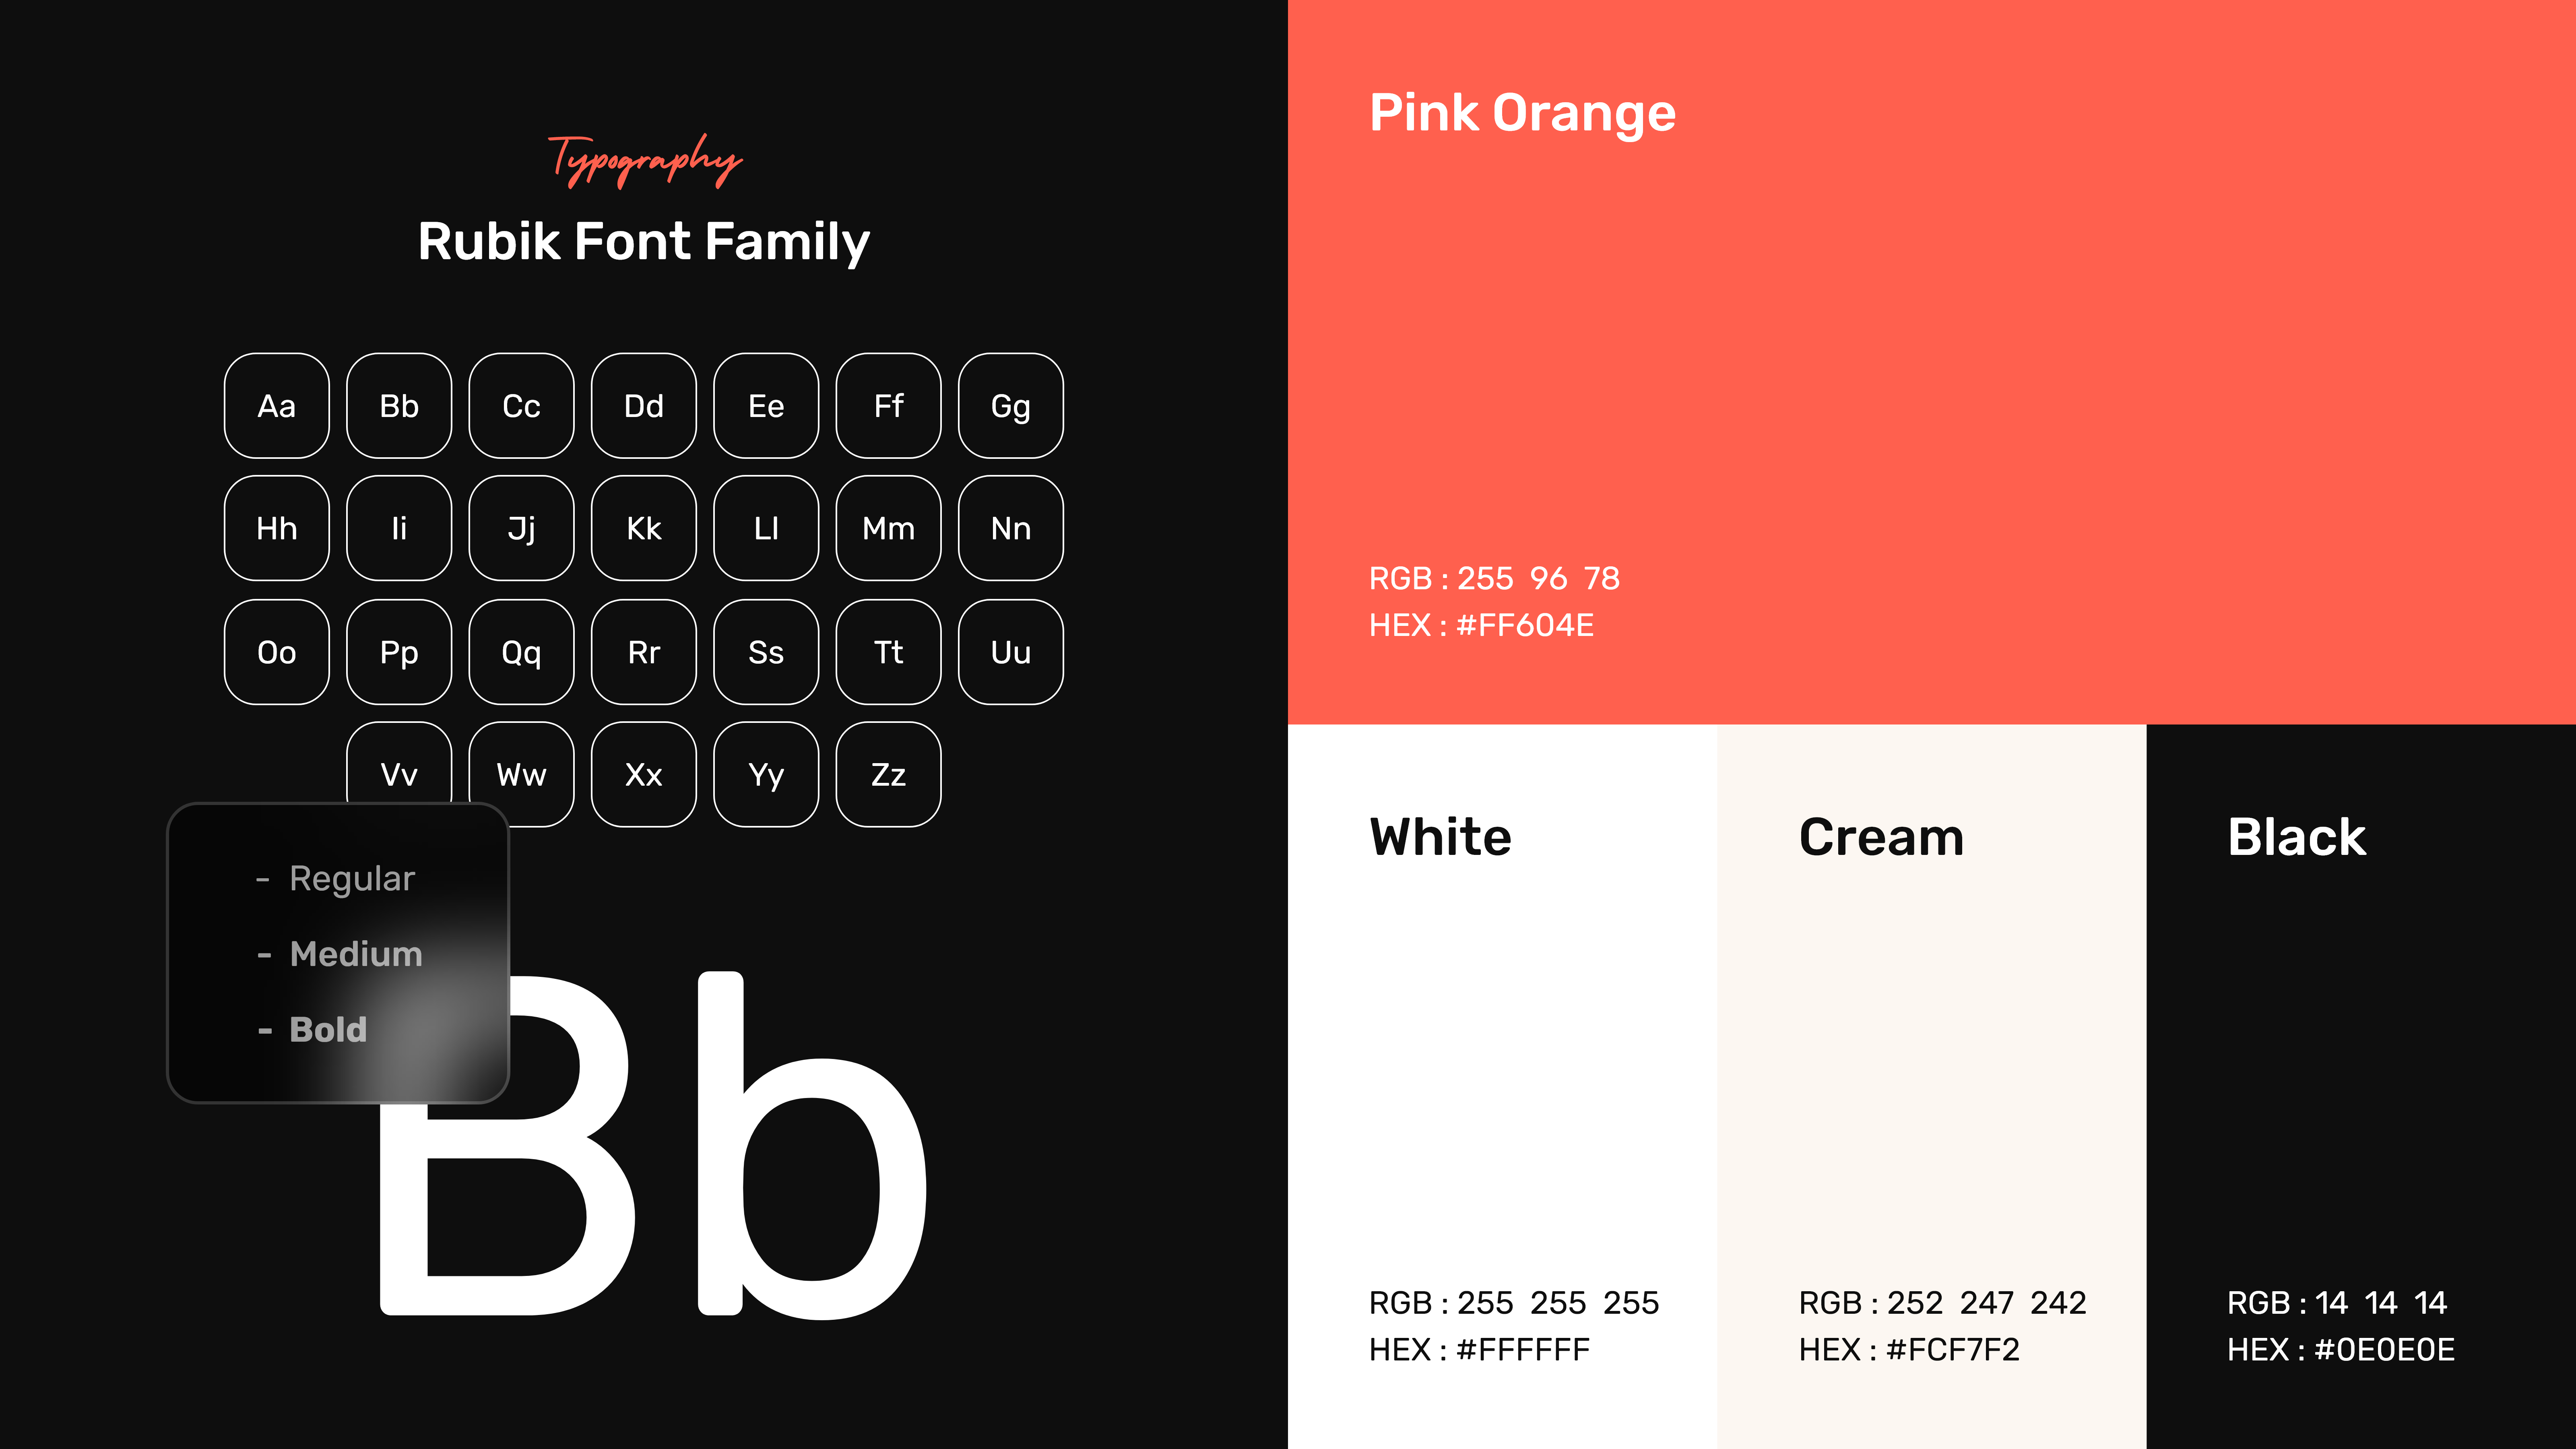 Typography
Rubik Font Family
Aa Bb Cc Dd Ee Ff Gg
Hh Ii Jj Kk Ll Mm Nn
Oo Pp Qq Rr Ss Tt Uu
Vv Ww Xx Yy Zz
- Regular
- Medium
- Bold
Bb
Pink Orange
RGB : 255 96 78
HEX : #FF604E
White
RGB : 255 255 255
HEX : #FFFFFF
Cream
RGB : 252 247 242
HEX : #FCF7F2
Black
RGB : 14 14 14
HEX : #0E0E0E